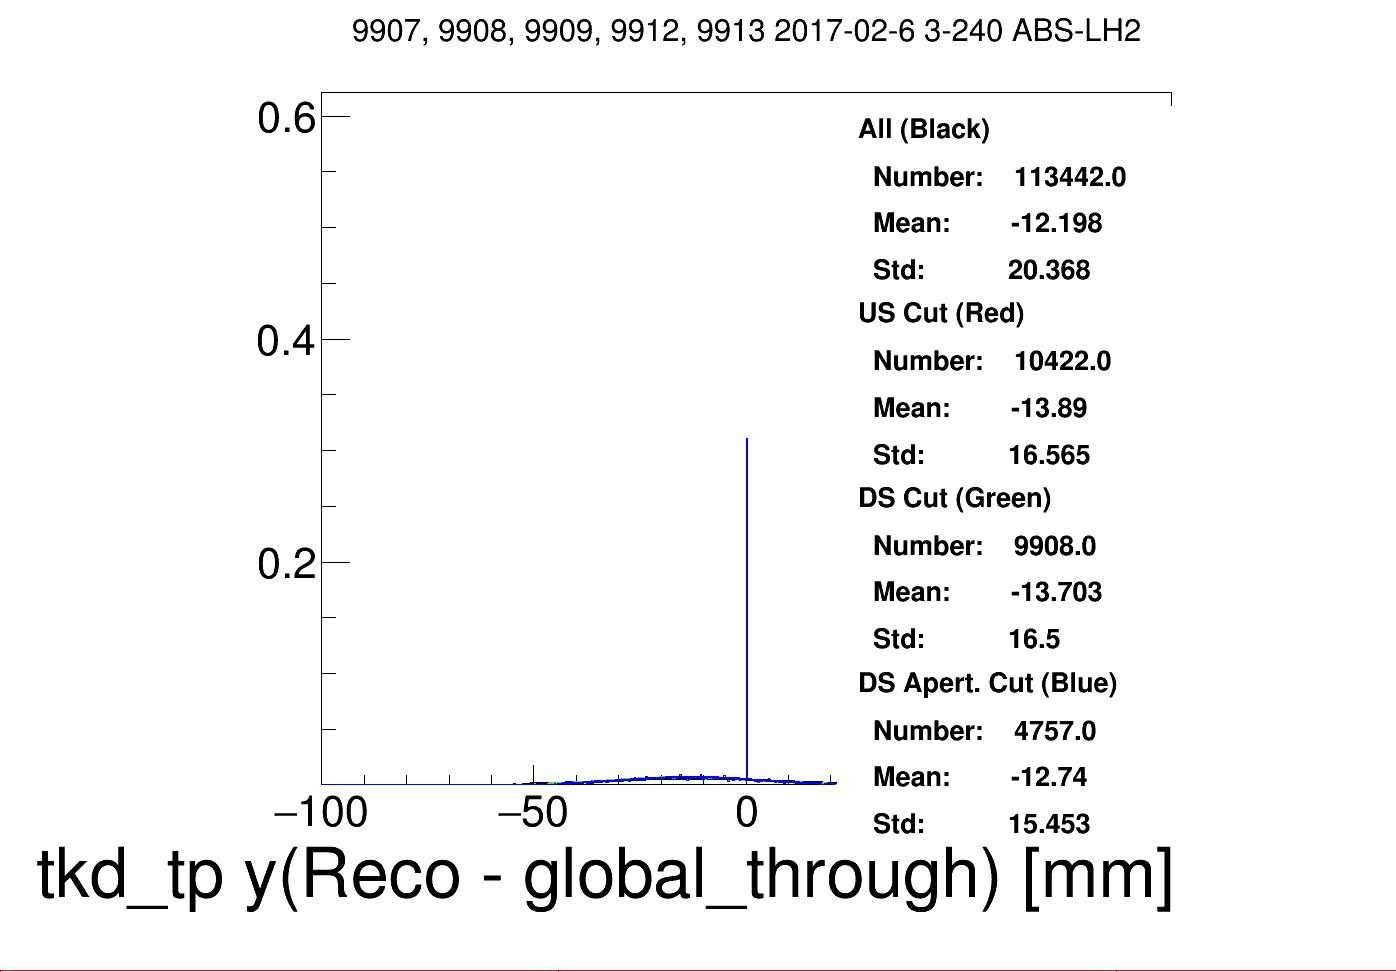 9907, 9908, 9909, 9912, 9913 2017-02-6 3-240 ABS-LH2
0.6
0.4
0.2
−100
−50
0
All (Black)
Number: 113442.0
Mean: -12.198
Std: 20.368
US Cut (Red)
Number: 10422.0
Mean: -13.89
Std: 16.565
DS Cut (Green)
Number: 9908.0
Mean: -13.703
Std: 16.5
DS Apert. Cut (Blue)
Number: 4757.0
Mean: -12.74
Std: 15.453
tkd_tp y(Reco - global_through) [mm]